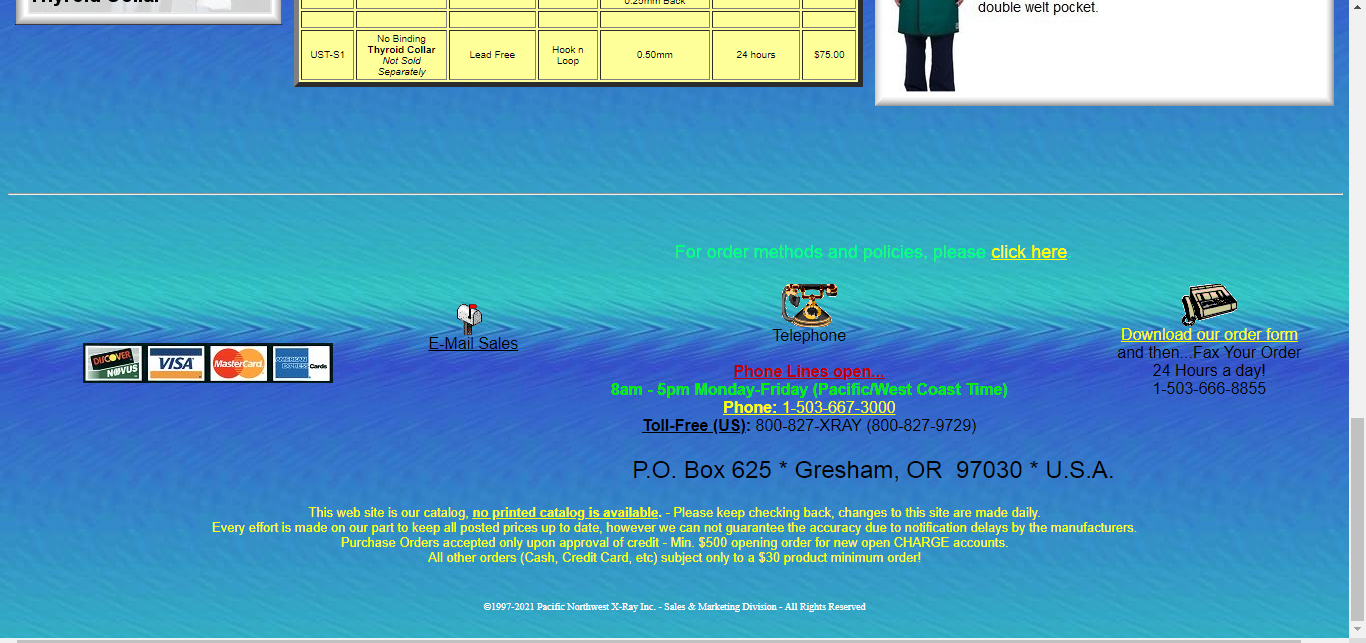 Thyroid Collar
0.25mm Back
double welt pocket.
UST-S1
No Binding
Thyroid Collar
Not Sold
Separately
Lead Free
Hook n
Loop
0.50mm
24 hours
$75.00
For order methods and policies, please click here
E-Mail Sales
Telephone
Download our order form
and then...Fax Your Order
24 Hours a day!
1-503-666-8855
DISCOVER
NOVUS
VISA
MasterCard
AMERICAN
EXPRESS
Cards
Phone Lines open...
8am - 5pm Monday-Friday (Pacific/West Coast Time)
Phone: 1-503-667-3000
Toll-Free (US): 800-827-XRAY (800-827-9729)
P.O. Box 625 * Gresham, OR 97030 * U.S.A.
This web site is our catalog, no printed catalog is available. - Please keep checking back, changes to this site are made daily.
Every effort is made on our part to keep all posted prices up to date, however we can not guarantee the accuracy due to notification delays by the manufacturers.
Purchase Orders accepted only upon approval of credit - Min. $500 opening order for new open CHARGE accounts.
All other orders (Cash, Credit Card, etc) subject only to a $30 product minimum order!
©1997-2021 Pacific Northwest X-Ray Inc. - Sales & Marketing Division - All Rights Reserved